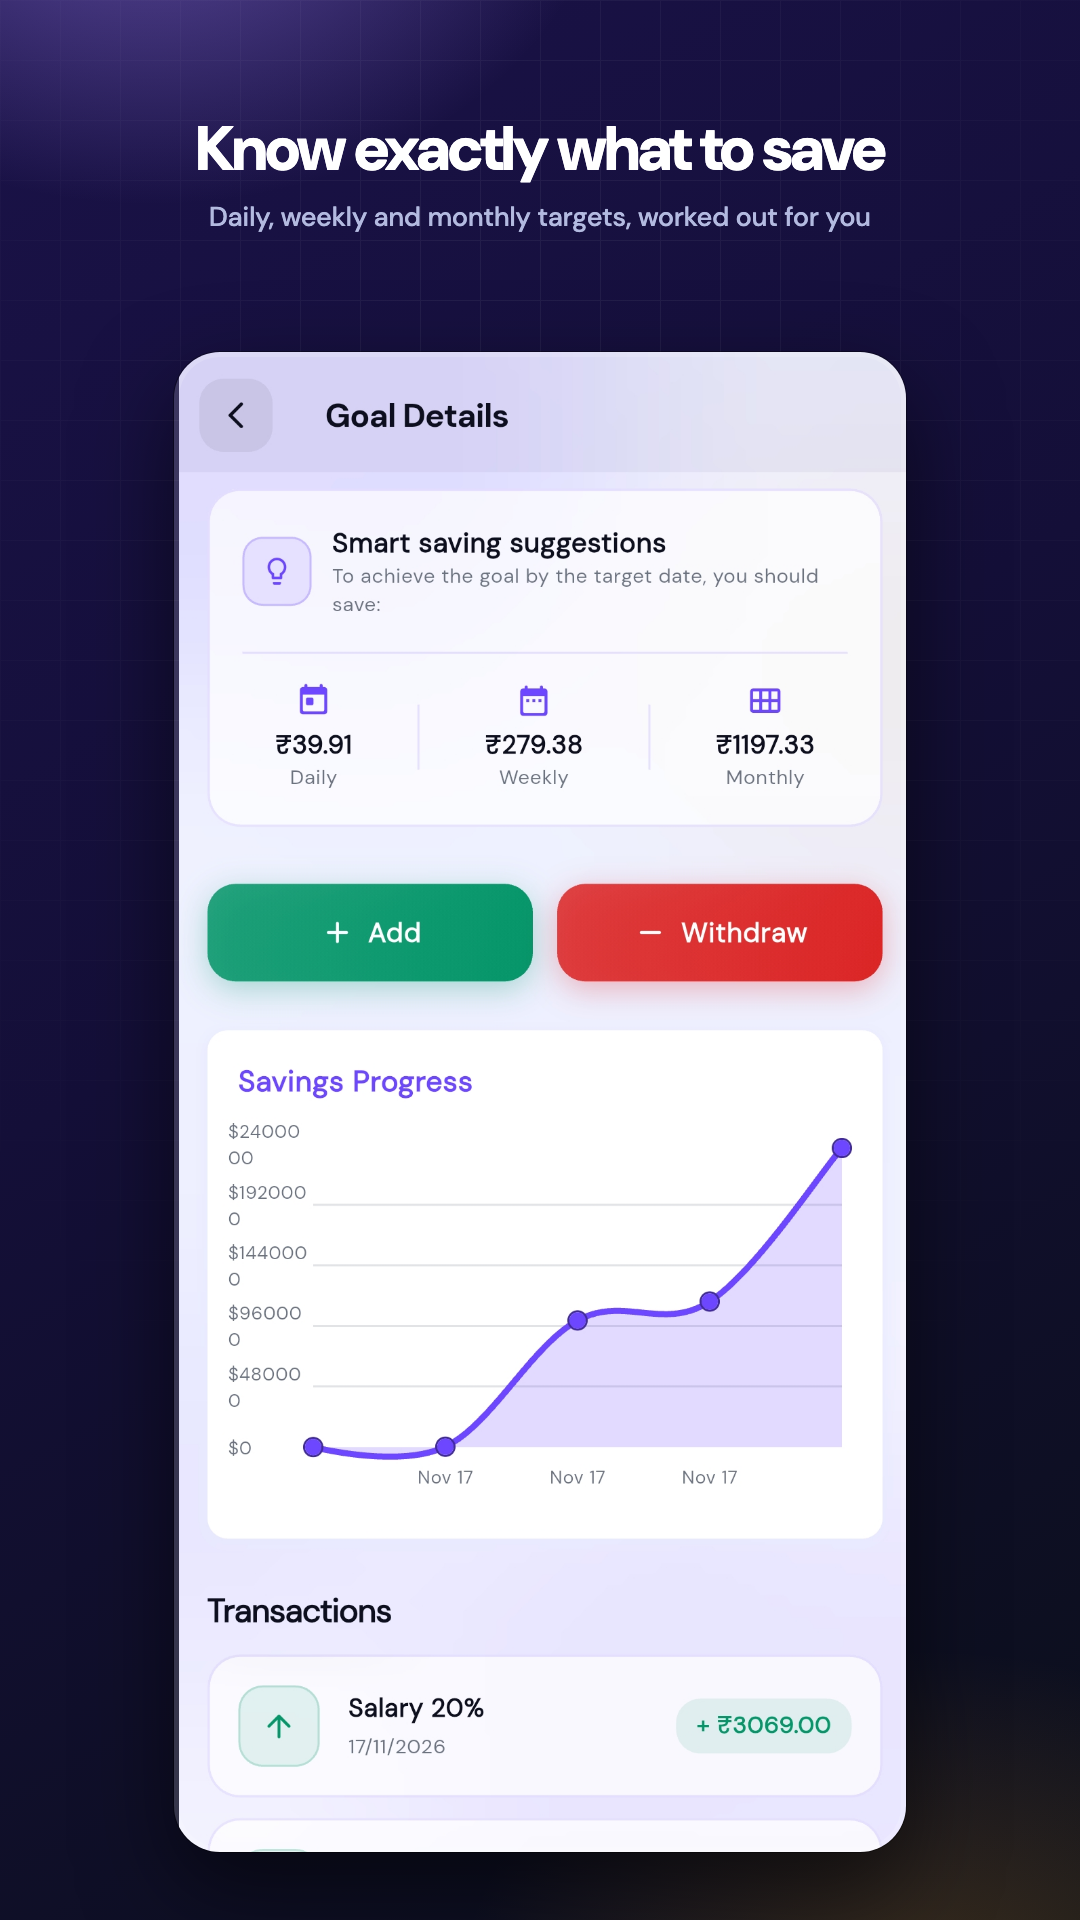 Know exactly what to save
Daily, weekly and monthly targets, worked out for you
Goal Details
Smart saving suggestions
To achieve the goal by the target date, you should
save:
₹39.91
Daily
₹279.38
Weekly
₹1197.33
Monthly
+ Add
− Withdraw
Savings Progress
$24000
00
$192000
0
$144000
0
$96000
0
$48000
0
$0
Nov 17
Nov 17
Nov 17
Transactions
Salary 20%
17/11/2026
+ ₹3069.00